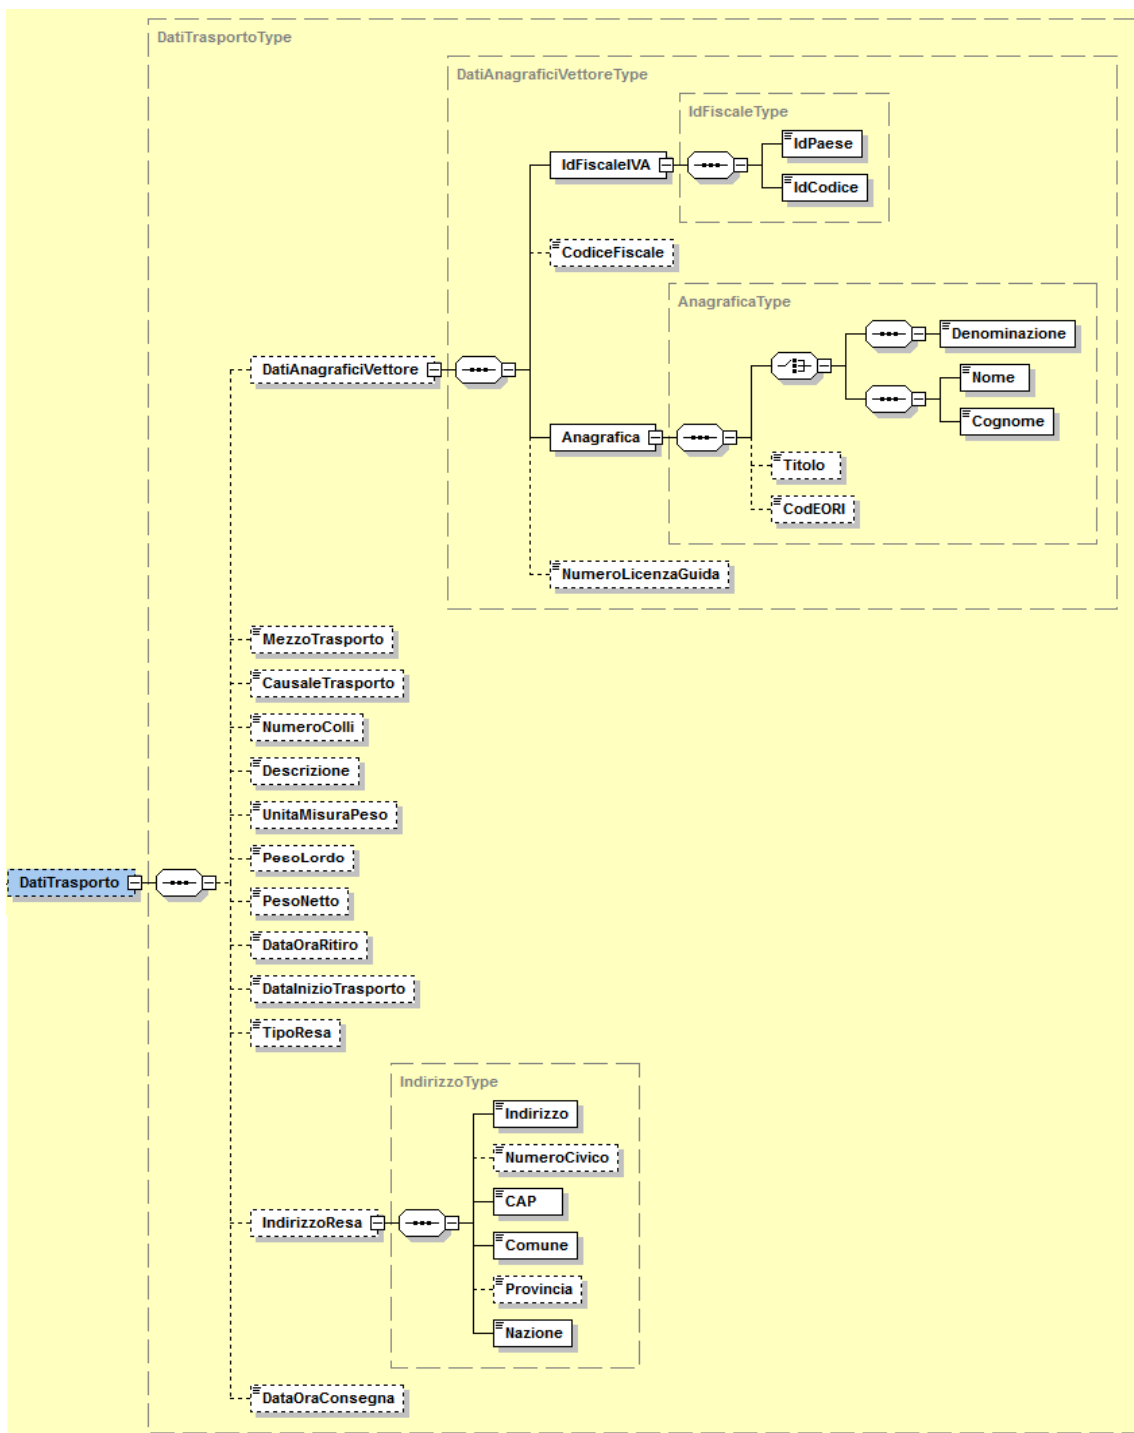 DatiTrasportoType
DatiAnagraficiVettoreType
IdFiscaleType
IdPaese
IdFiscaleIVA
IdCodice
CodiceFiscale
AnagraficaType
Denominazione
DatiAnagraficiVettore
Nome
Cognome
Anagrafica
Titolo
CodEORI
NumeroLicenzaGuida
MezzoTrasporto
CausaleTrasporto
NumeroColli
Descrizione
UnitaMisuraPeso
PesoLordo
DatiTrasporto
PesoNetto
DataOraRitiro
DataInizioTrasporto
TipoResa
IndirizzoType
Indirizzo
NumeroCivico
CAP
IndirizzoResa
Comune
Provincia
Nazione
DataOraConsegna